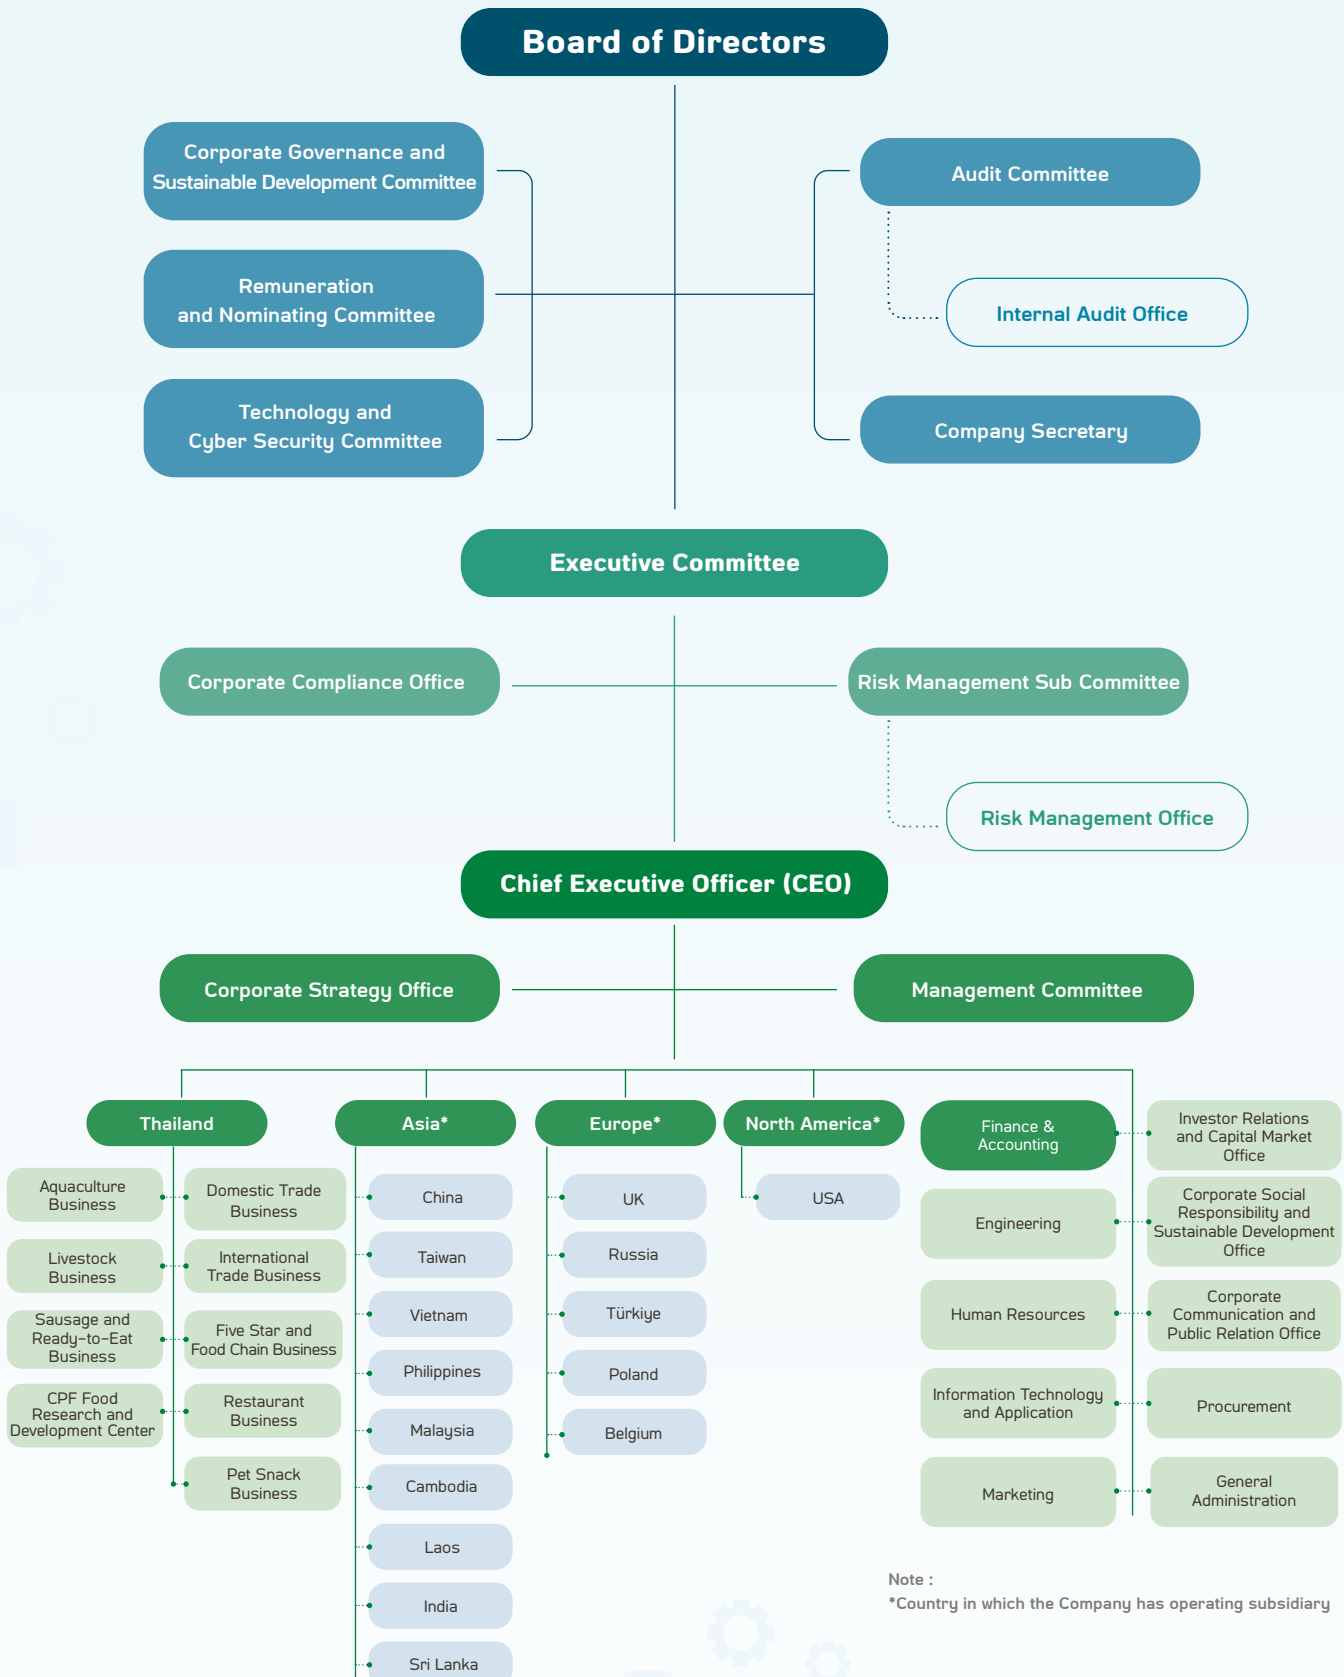 Board of Directors
Corporate Governance and
Sustainable Development Committee
Audit Committee
Remuneration
and Nominating Committee
Internal Audit Office
Technology and
Cyber Security Committee
Company Secretary
Executive Committee
Corporate Compliance Office
Risk Management Sub Committee
Risk Management Office
Chief Executive Officer (CEO)
Corporate Strategy Office
Management Committee
Thailand
Aquaculture
Business
Domestic Trade
Business
Livestock
Business
International
Trade Business
Sausage and
Ready-to-Eat
Business
Five Star and
Food Chain Business
CPF Food
Research and
Development Center
Restaurant
Business
Pet Snack
Business
Asia*
China
Taiwan
Vietnam
Philippines
Malaysia
Cambodia
Laos
India
Sri Lanka
Europe*
UK
Russia
Türkiye
Poland
Belgium
North America*
USA
Finance &
Accounting
Investor Relations
and Capital Market
Office
Engineering
Corporate Social
Responsibility and
Sustainable Development
Office
Human Resources
Corporate
Communication and
Public Relation Office
Information Technology
and Application
Procurement
Marketing
General
Administration
Note :
*Country in which the Company has operating subsidiary